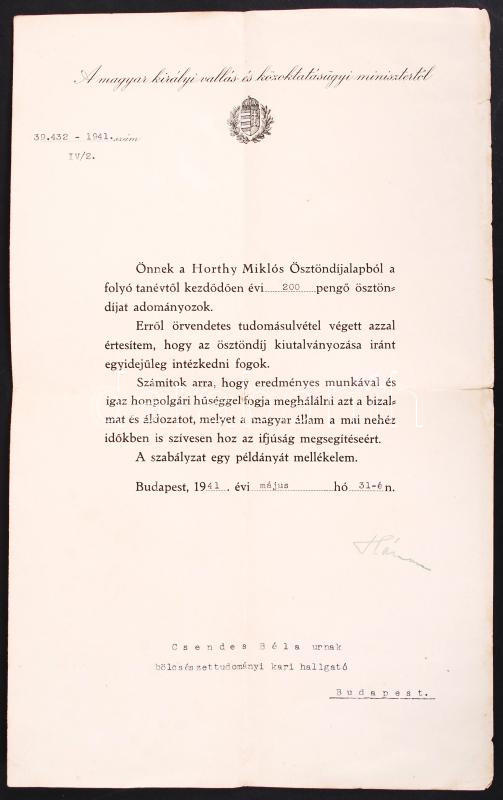 A magyar királyi vallás és közoktatásügyi minisztertől
39.432 - 1941. szám
IV/2.
Önnek a Horthy Miklós Ösztöndíjalapból a
folyó tanévtől kezdődően évi 200 pengő ösztön=
díjat adományozok.
Erről örvendetes tudomásulvétel végett azzal
értesítem, hogy az ösztöndíj kiutalványozása iránt
egyidejüleg intézkedni fogok.
Számítok arra, hogy eredményes munkával és
igaz honpolgári hűséggel fogja meghálálni azt a bizal=
mat és áldozatot, melyet a magyar állam a mai nehéz
időkben is szívesen hoz az ifjúság megsegítéseért.
A szabályzat egy példányát mellékelem.
Budapest, 1941. évi május hó 31-én.
Csendes Béla urnak
bölcsészettudományi kari hallgató
Budapest.